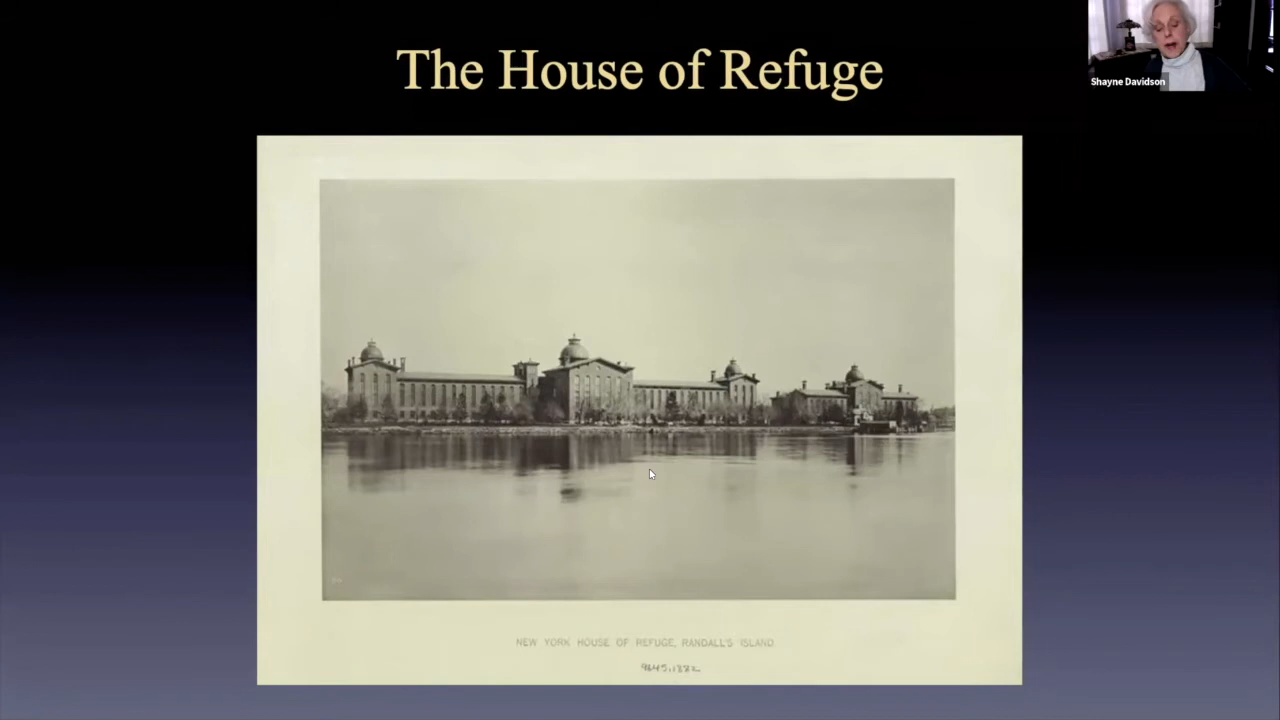 The House of Refuge
Shayne Davidson
NEW YORK HOUSE OF REFUGE, RANDALL'S ISLAND